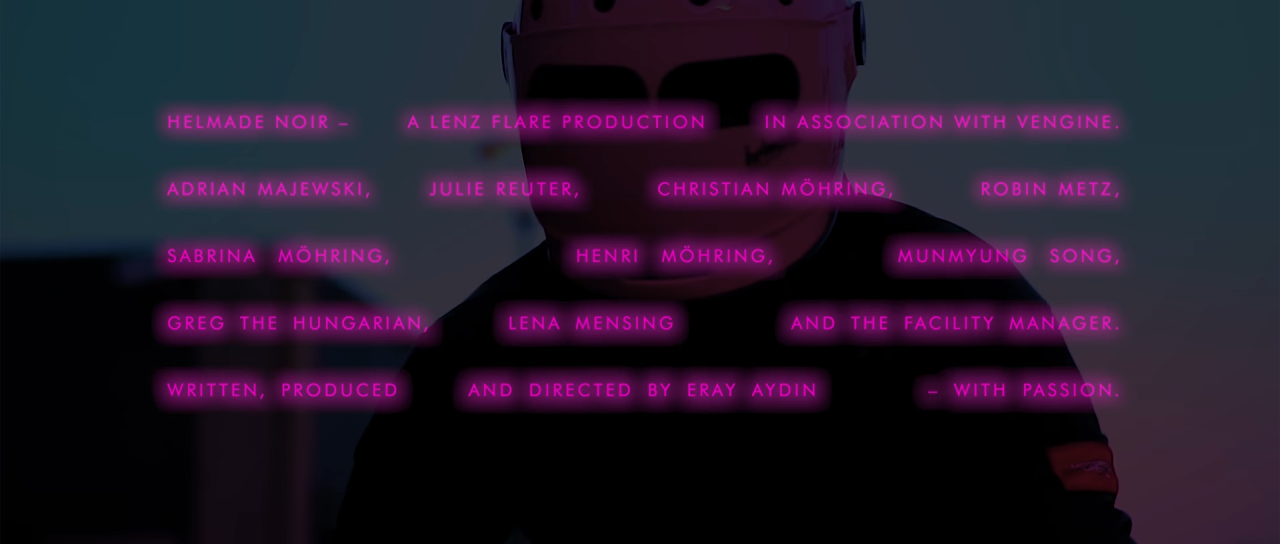 HELMADE NOIR – A LENZ FLARE PRODUCTION IN ASSOCIATION WITH VENGINE.
ADRIAN MAJEWSKI, JULIE REUTER, CHRISTIAN MÖHRING, ROBIN METZ,
SABRINA MÖHRING, HENRI MÖHRING, MUNMYUNG SONG,
GREG THE HUNGARIAN, LENA MENSING AND THE FACILITY MANAGER.
WRITTEN, PRODUCED AND DIRECTED BY ERAY AYDIN – WITH PASSION.